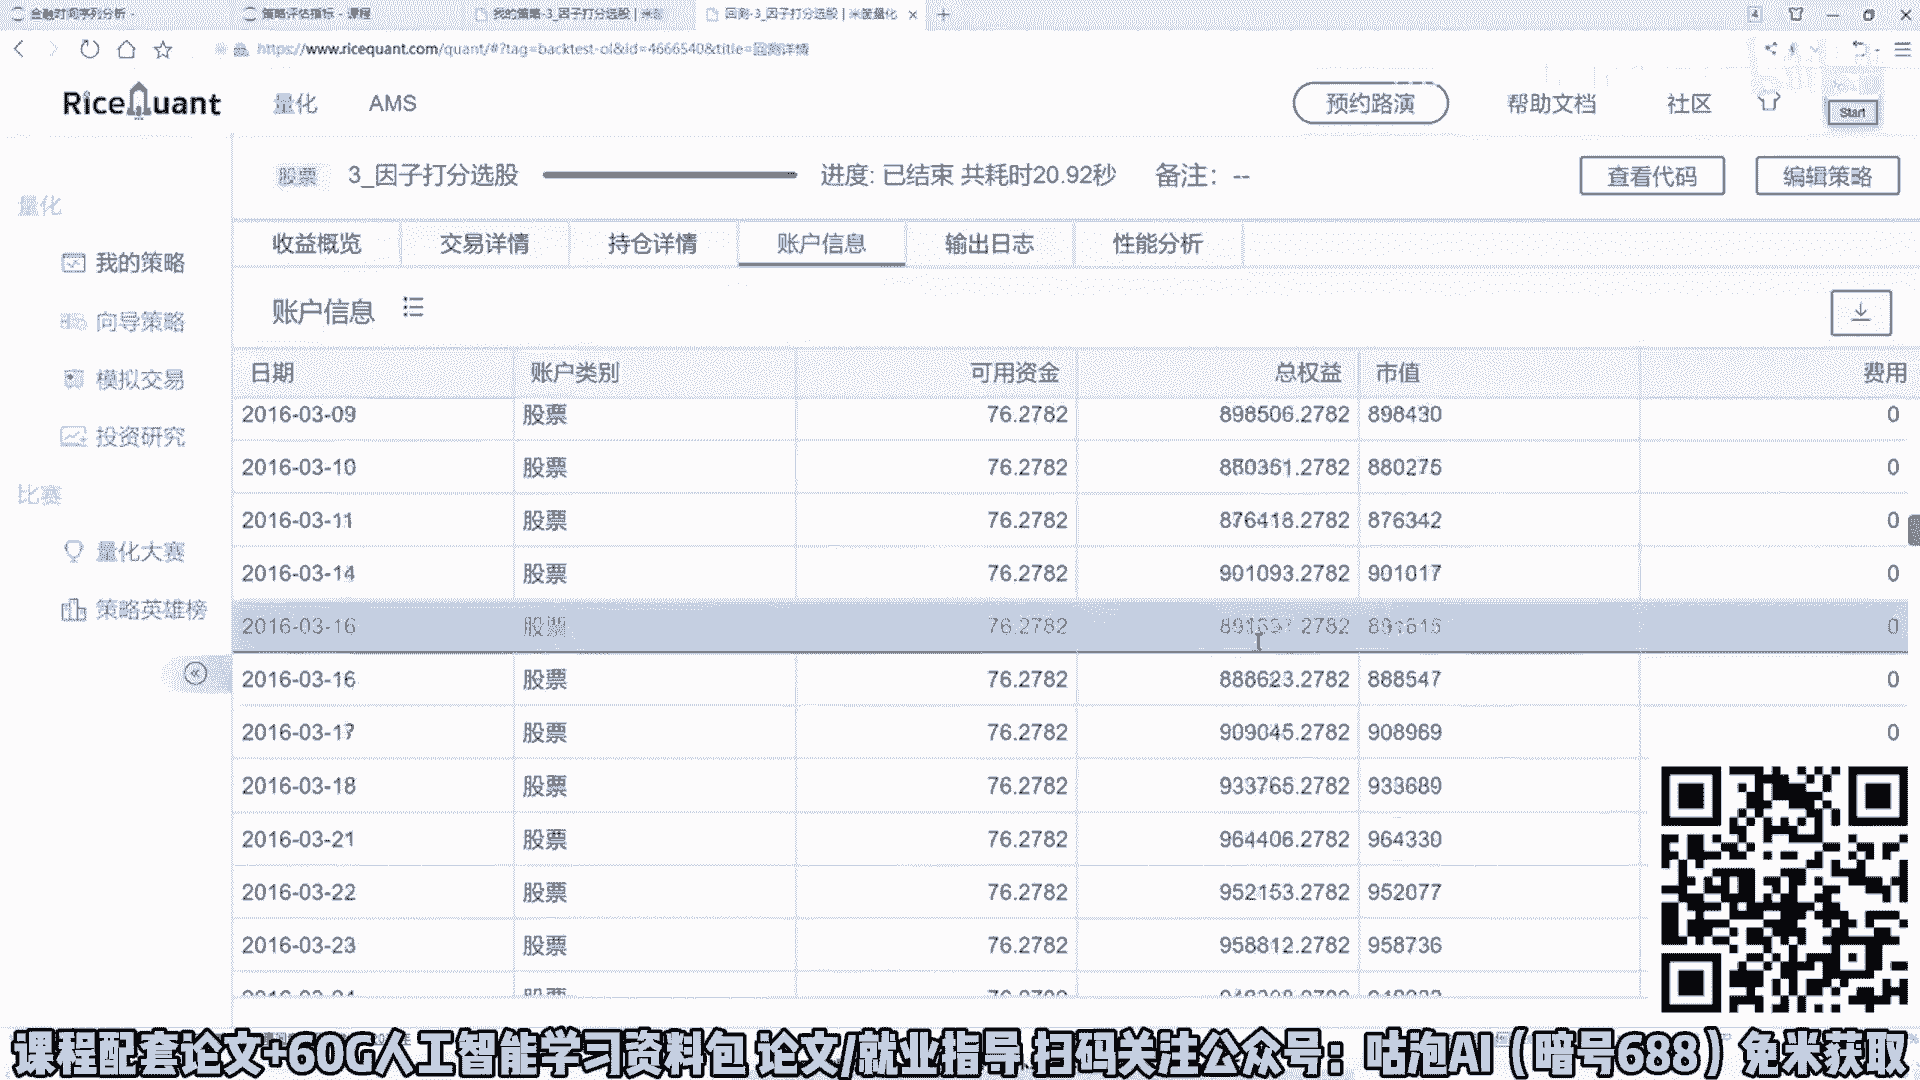 金融时间序列分析 -
策略评估指标 - 课程
我的策略-3_因子打分选股 | 米筐
回测-3_因子打分选股 | 米筐量化
https://www.ricequant.com/quant/#?tag=backtest-ol&id=4666540&title=回测详情
RiceQuant
量化
AMS
预约路演
帮助文档
社区
Start
股票
3_因子打分选股
进度: 已结束 共耗时20.92秒
备注：--
查看代码
编辑策略
量化
我的策略
向导策略
模拟交易
投资研究
比赛
量化大赛
策略英雄榜
收益概览 交易详情 持仓详情 账户信息 输出日志 性能分析
账户信息
日期 账户类别 可用资金 总权益 市值 费用
2016-03-09 股票 76.2782 898506.2782 898430 0
2016-03-10 股票 76.2782 880351.2782 880275 0
2016-03-11 股票 76.2782 876418.2782 876342 0
2016-03-14 股票 76.2782 901093.2782 901017 0
股票 76.2782 0
2016-03-16 股票 76.2782 888623.2782 888547 0
2016-03-17 股票 76.2782 909045.2782 908969 0
2016-03-18 股票 76.2782 933765.2782 933689
2016-03-21 股票 76.2782 964406.2782 964330
2016-03-22 股票 76.2782 952153.2782 952077
2016-03-23 股票 76.2782 958812.2782 958736
课程配套论文+60G人工智能学习资料包 论文/就业指导 扫码关注公众号：咕泡AI（暗号688）免米获取